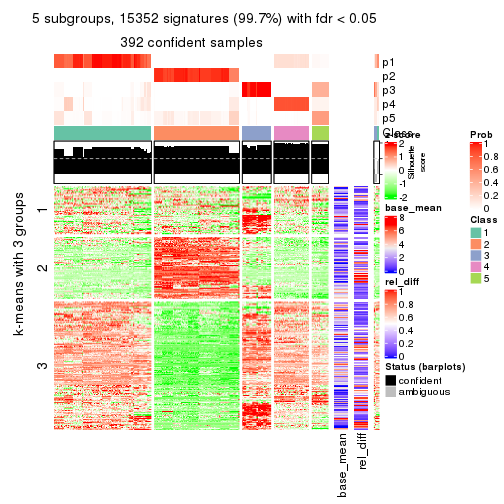 5 subgroups, 15352 signatures (99.7%) with fdr < 0.05
392 confident samples
p1
p2
p3
p4
p5
Class
Silhouette
score
k-means with 3 groups
1
2
3
base_mean
rel_diff
z-score
2
1
0
-1
-2
base_mean
8
6
4
2
0
rel_diff
1
0.8
0.6
0.4
0.2
0
Status (barplots)
confident
ambiguous
Prob
1
0.8
0.6
0.4
0.2
0
Class
1
2
3
4
5